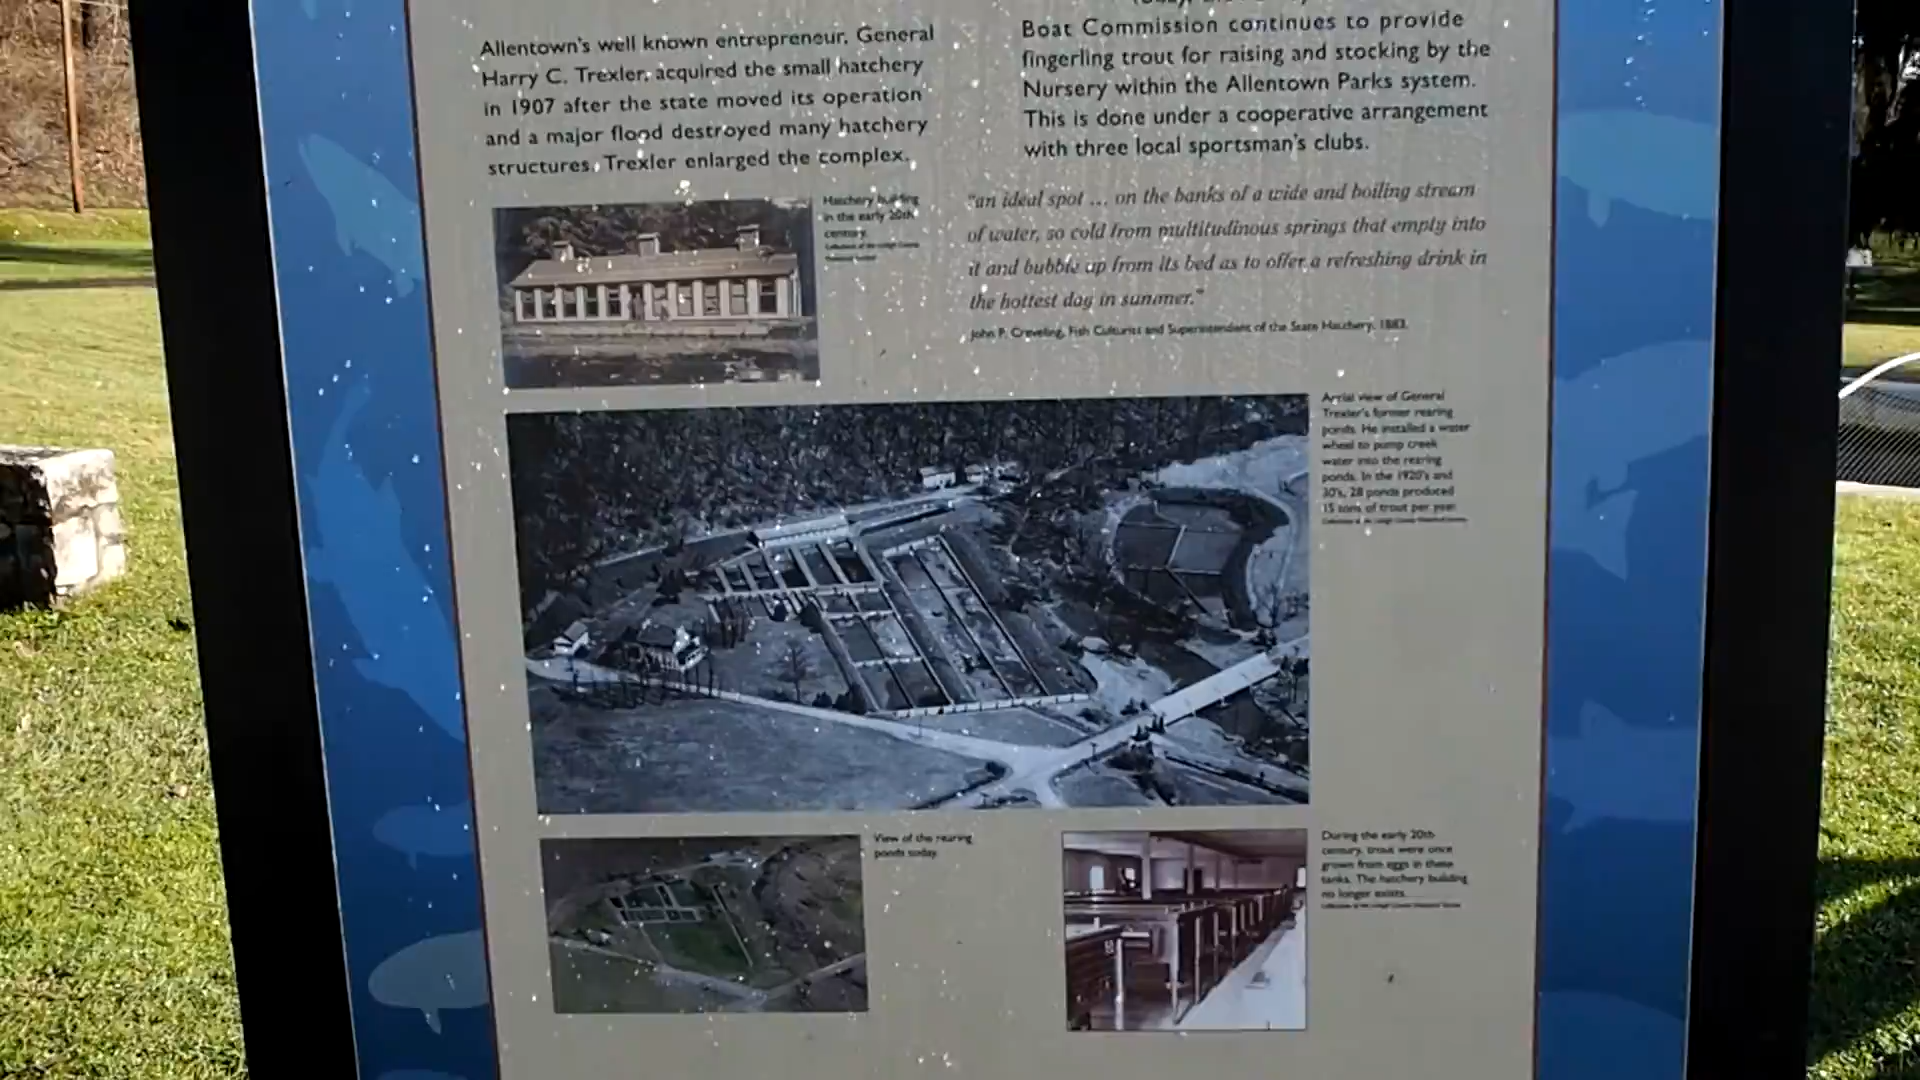 Allentown's well known entrepreneur, General
Harry C. Trexler, acquired the small hatchery
in 1907 after the state moved its operation
and a major flood destroyed many hatchery
structures. Trexler enlarged the complex.
Boat Commission continues to provide
fingerling trout for raising and stocking by the
Nursery within the Allentown Parks system.
This is done under a cooperative arrangement
with three local sportsman's clubs.
Hatchery building
in the early 20th
century.
"an ideal spot ... on the banks of a wide and boiling stream
of water, so cold from multitudinous springs that empty into
it and bubble up from its bed as to offer a refreshing drink in
the hottest day in summer."
John P. Creveling, Fish Culturist and Superintendent of the State Hatchery, 1883.
Aerial view of General
Trexler's former rearing
ponds. He installed a water
wheel to pump creek
water into the rearing
ponds. In the 1920's and
30's, 28 ponds produced
15 tons of trout per year.
View of the rearing
ponds today.
During the early 20th
century, trout were once
grown from eggs in these
tanks. The hatchery building
no longer exists.